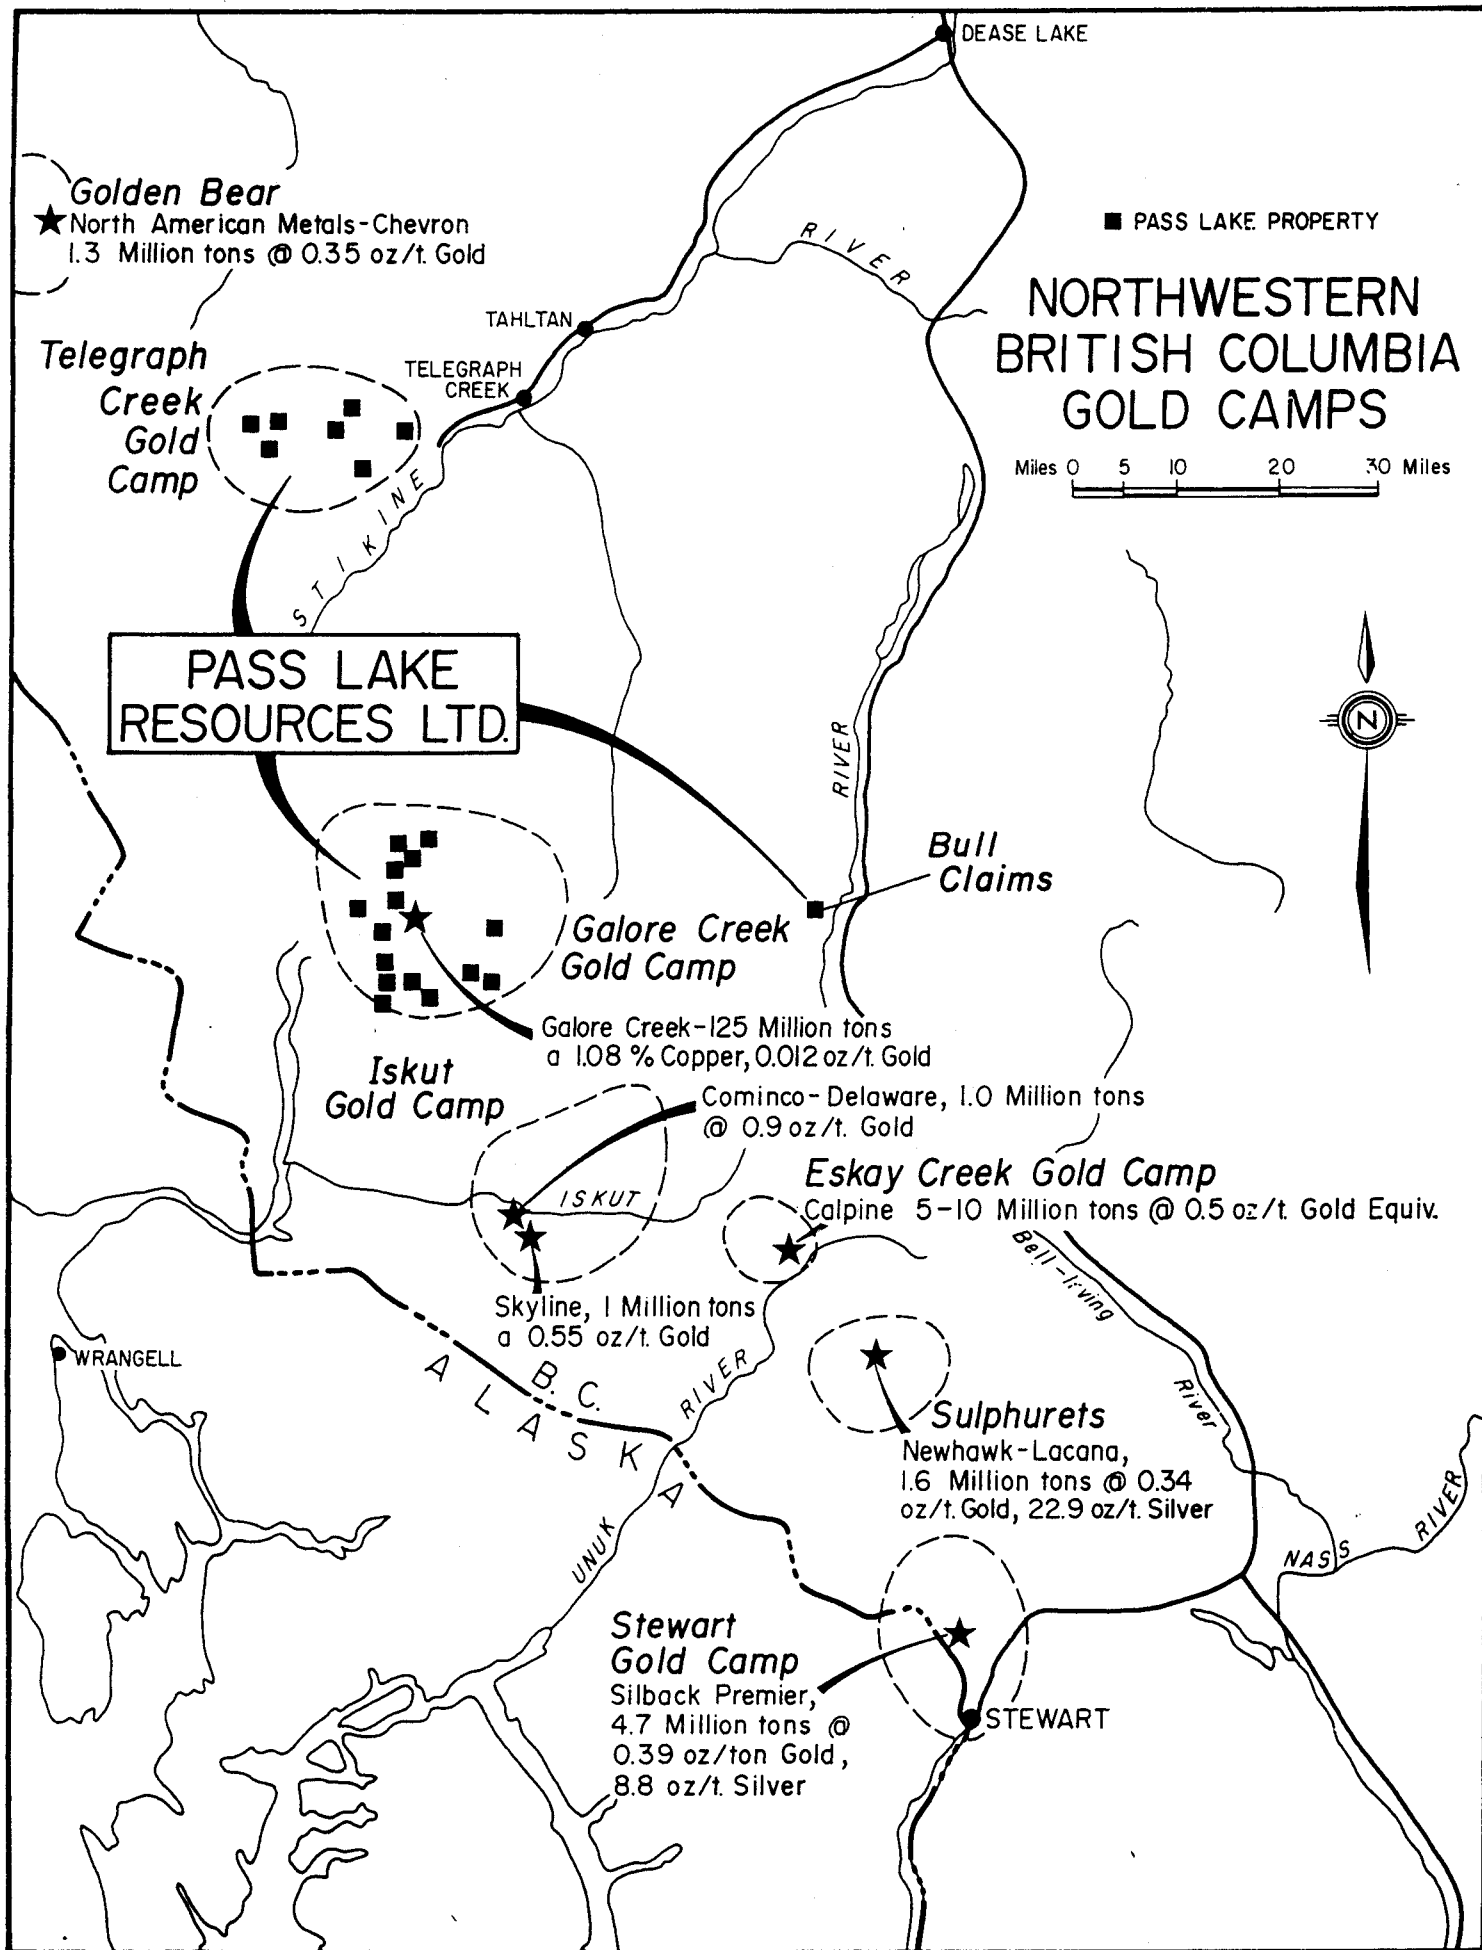 DEASE LAKE
Golden Bear
North American Metals-Chevron
1.3 Million tons @ 0.35 oz/t. Gold
RIVER
■ PASS LAKE PROPERTY
NORTHWESTERN
BRITISH COLUMBIA
GOLD CAMPS
Miles 0 5 10 20 30 Miles
TAHLTAN
TELEGRAPH
CREEK
Telegraph
Creek
Gold
Camp
STIKINE
PASS LAKE
RESOURCES LTD.
N
RIVER
Bull
Claims
Galore Creek
Gold Camp
Galore Creek-125 Million tons
a 1.08 % Copper, 0.012 oz/t. Gold
Iskut
Gold Camp
Cominco-Delaware, 1.0 Million tons
@ 0.9 oz/t. Gold
ISKUT
Eskay Creek Gold Camp
Calpine 5-10 Million tons @ 0.5 oz/t. Gold Equiv.
Bell-Irving
River
Skyline, 1 Million tons
a 0.55 oz/t. Gold
WRANGELL
B. C.
ALASKA
RIVER
UNUK
Sulphurets
Newhawk-Lacana,
1.6 Million tons @ 0.34
oz/t. Gold, 22.9 oz/t. Silver
NASS
RIVER
Stewart
Gold Camp
Silback Premier,
4.7 Million tons @
0.39 oz/ton Gold,
8.8 oz/t. Silver
STEWART